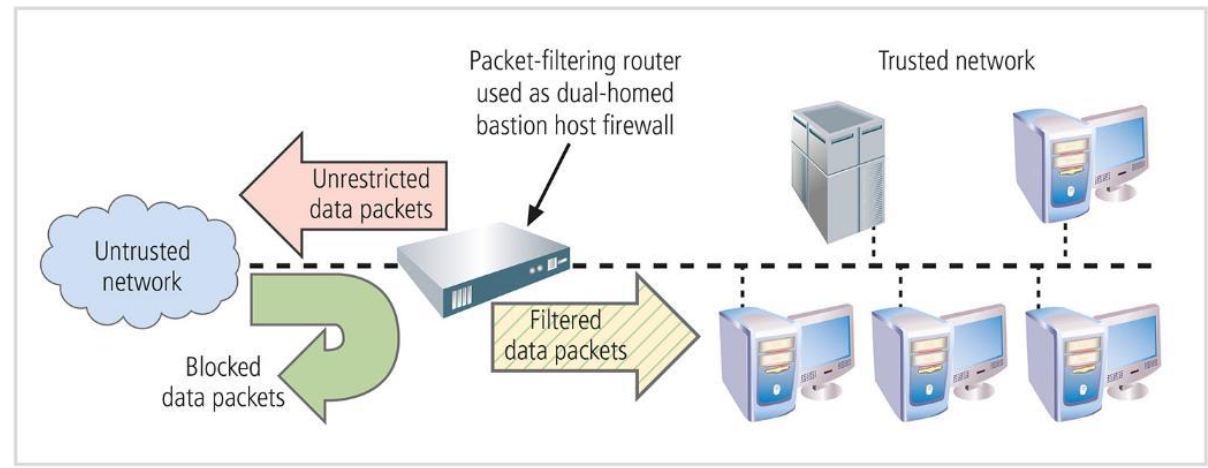 Packet-filtering router
used as dual-homed
bastion host firewall
Trusted network
Unrestricted
data packets
Untrusted
network
Filtered
data packets
Blocked
data packets